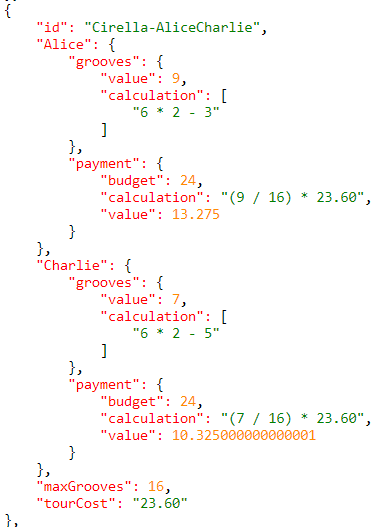 {
    "id": "Cirella-AliceCharlie",
    "Alice": {
        "grooves": {
            "value": 9,
            "calculation": [
                "6 * 2 - 3"
            ]
        },
        "payment": {
            "budget": 24,
            "calculation": "(9 / 16) * 23.60",
            "value": 13.275
        }
    },
    "Charlie": {
        "grooves": {
            "value": 7,
            "calculation": [
                "6 * 2 - 5"
            ]
        },
        "payment": {
            "budget": 24,
            "calculation": "(7 / 16) * 23.60",
            "value": 10.325000000000001
        }
    },
    "maxGrooves": 16,
    "tourCost": "23.60"
},